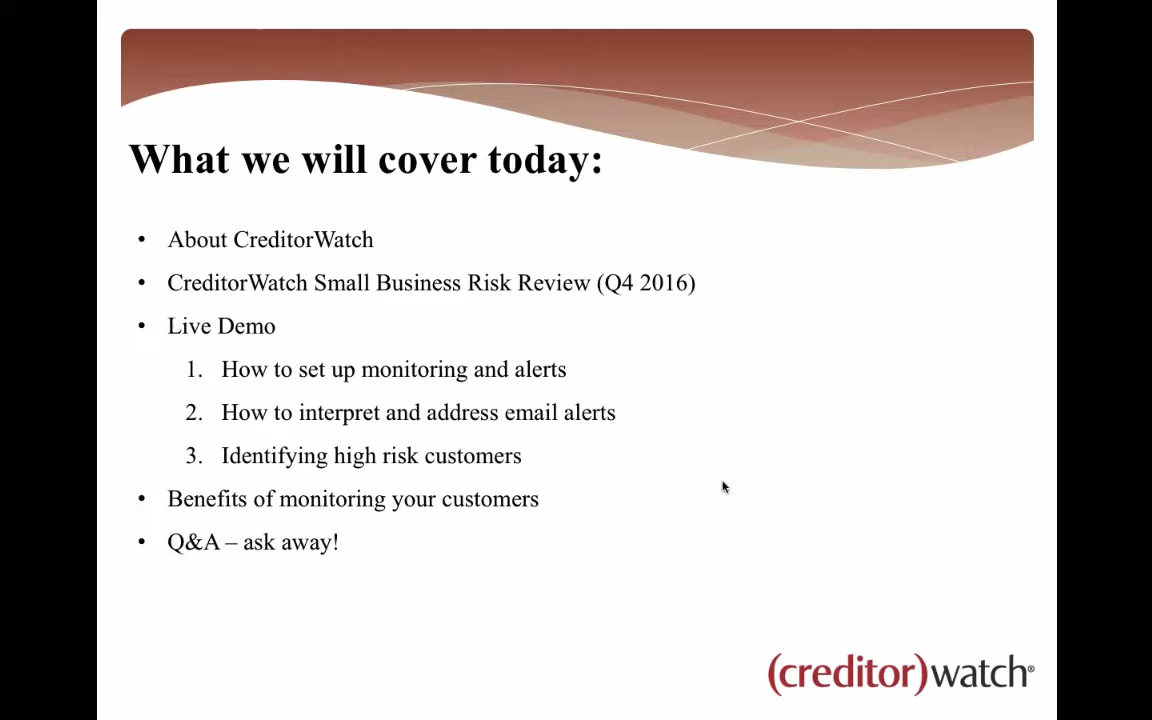 What we will cover today:
• About CreditorWatch
• CreditorWatch Small Business Risk Review (Q4 2016)
• Live Demo
1. How to set up monitoring and alerts
2. How to interpret and address email alerts
3. Identifying high risk customers
• Benefits of monitoring your customers
• Q&A – ask away!
(creditor)watch®